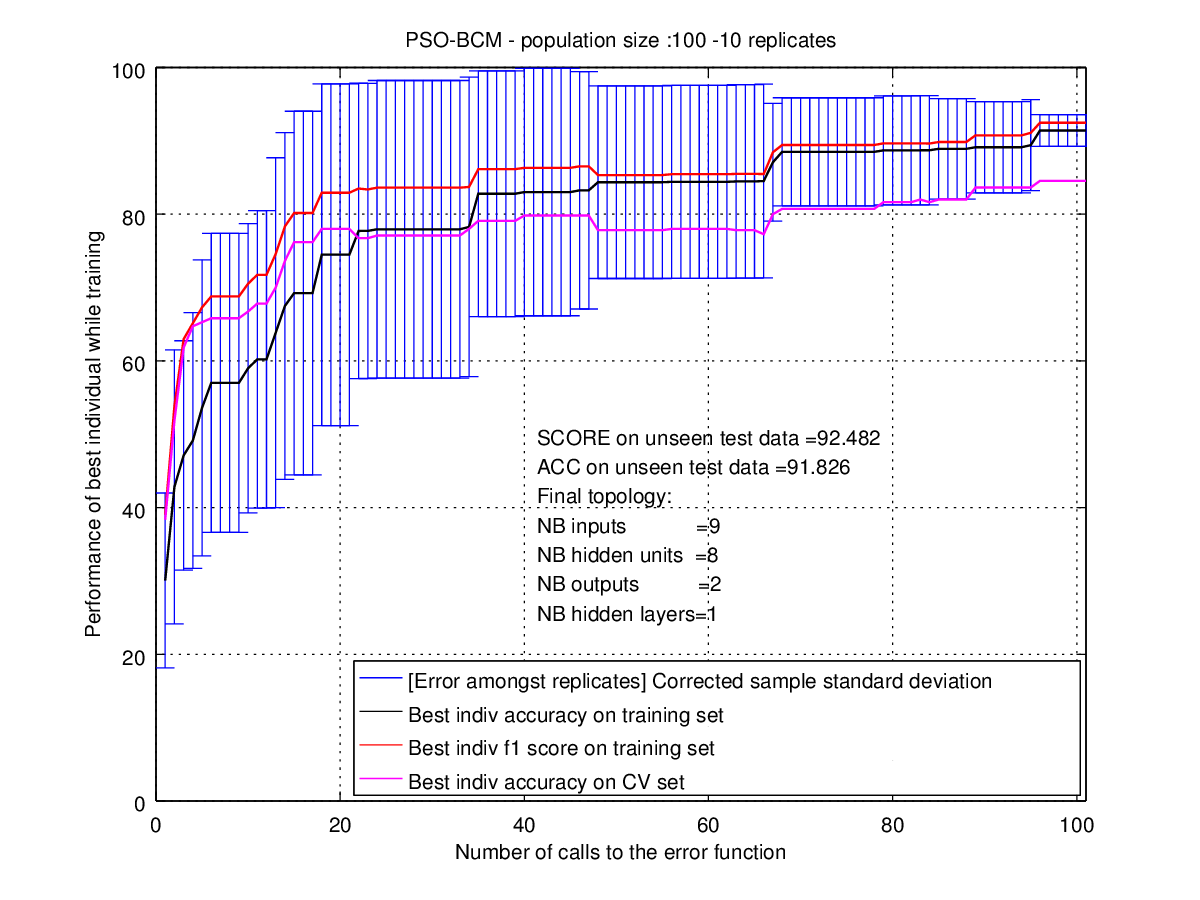 PSO-BCM - population size :100 -10 replicates
100
80
60
40
20
0
Performance of best individual while training
SCORE on unseen test data =92.482
ACC on unseen test data =91.826
Final topology:
NB inputs =9
NB hidden units =8
NB outputs =2
NB hidden layers=1
[Error amongst replicates] Corrected sample standard deviation
Best indiv accuracy on training set
Best indiv f1 score on training set
Best indiv accuracy on CV set
0 20 40 60 80 100
Number of calls to the error function